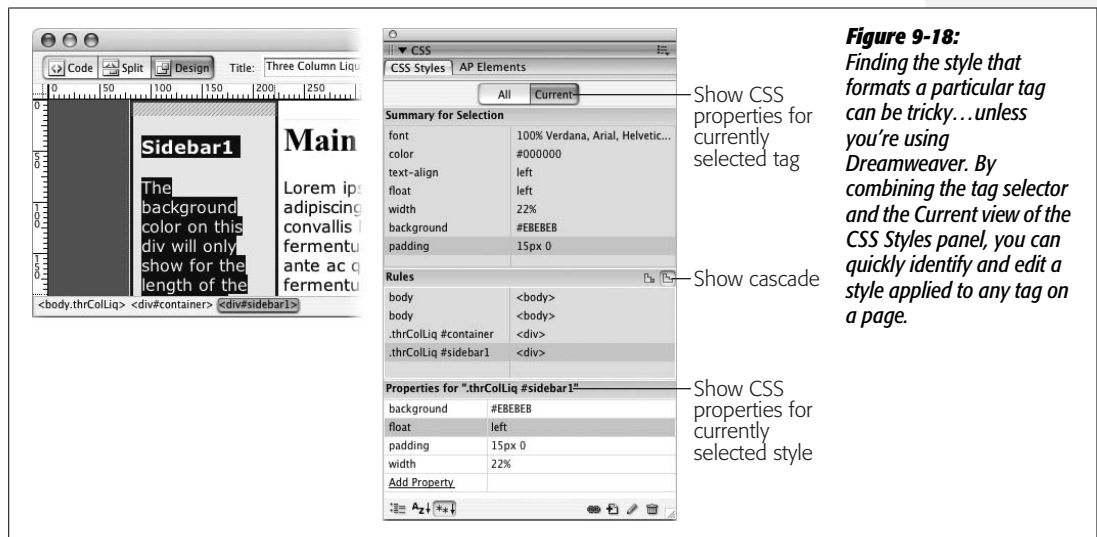 Code Split Design Title: Three Column Liqu
0 50 100 150 200 250
0
50
100
150
Sidebar1
The
background
color on this
div will only
show for the
length of the
Main
Lorem ips
adipiscing
convallis
fermentu
ante ac q
fermentu
<body.thrColLiq> <div#container> <div#sidebar1>
CSS
CSS Styles AP Elements
All Current
Summary for Selection
font 100% Verdana, Arial, Helvetic...
color #000000
text-align left
float left
width 22%
background #EBEBEB
padding 15px 0
Rules
body <body>
body <body>
.thrColLiq #container <div>
.thrColLiq #sidebar1 <div>
Properties for ".thrColLiq #sidebar1"
background #EBEBEB
float left
padding 15px 0
width 22%
Add Property
Show CSS
properties for
currently
selected tag
Show cascade
Show CSS
properties for
currently
selected style
Figure 9-18:
Finding the style that
formats a particular tag
can be tricky…unless
you’re using
Dreamweaver. By
combining the tag selector
and the Current view of the
CSS Styles panel, you can
quickly identify and edit a
style applied to any tag on
a page.